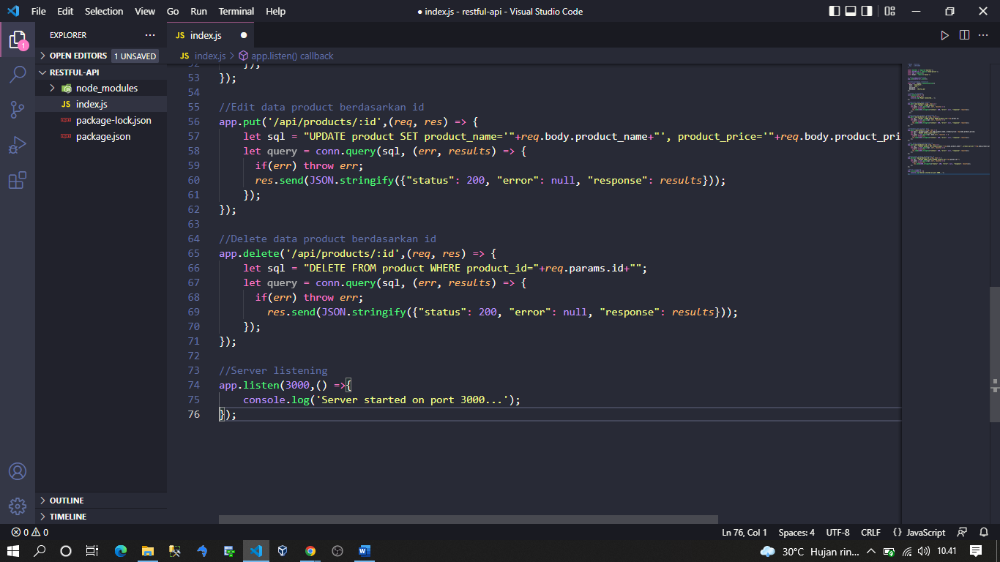 File Edit Selection View Go Run Terminal Help
● index.js - restful-api - Visual Studio Code
EXPLORER
JS index.js
OPEN EDITORS 1 UNSAVED
JS index.js > app.listen() callback
RESTFUL-API
node_modules
JS index.js
package-lock.json
package.json
1
52 });
53 });
54
55 //Edit data product berdasarkan id
56 app.put('/api/products/:id',(req, res) => {
57 let sql = "UPDATE product SET product_name='"+req.body.product_name+"', product_price='"+req.body.product_pri
58 let query = conn.query(sql, (err, results) => {
59 if(err) throw err;
60 res.send(JSON.stringify({"status": 200, "error": null, "response": results}));
61 });
62 });
63
64 //Delete data product berdasarkan id
65 app.delete('/api/products/:id',(req, res) => {
66 let sql = "DELETE FROM product WHERE product_id="+req.params.id+"";
67 let query = conn.query(sql, (err, results) => {
68 if(err) throw err;
69 res.send(JSON.stringify({"status": 200, "error": null, "response": results}));
70 });
71 });
72
73 //Server listening
74 app.listen(3000,() =>{
75 console.log('Server started on port 3000...');
76 });
OUTLINE
TIMELINE
0 0
Ln 76, Col 1 Spaces: 4 UTF-8 CRLF {} JavaScript
30°C Hujan rin... 10.41